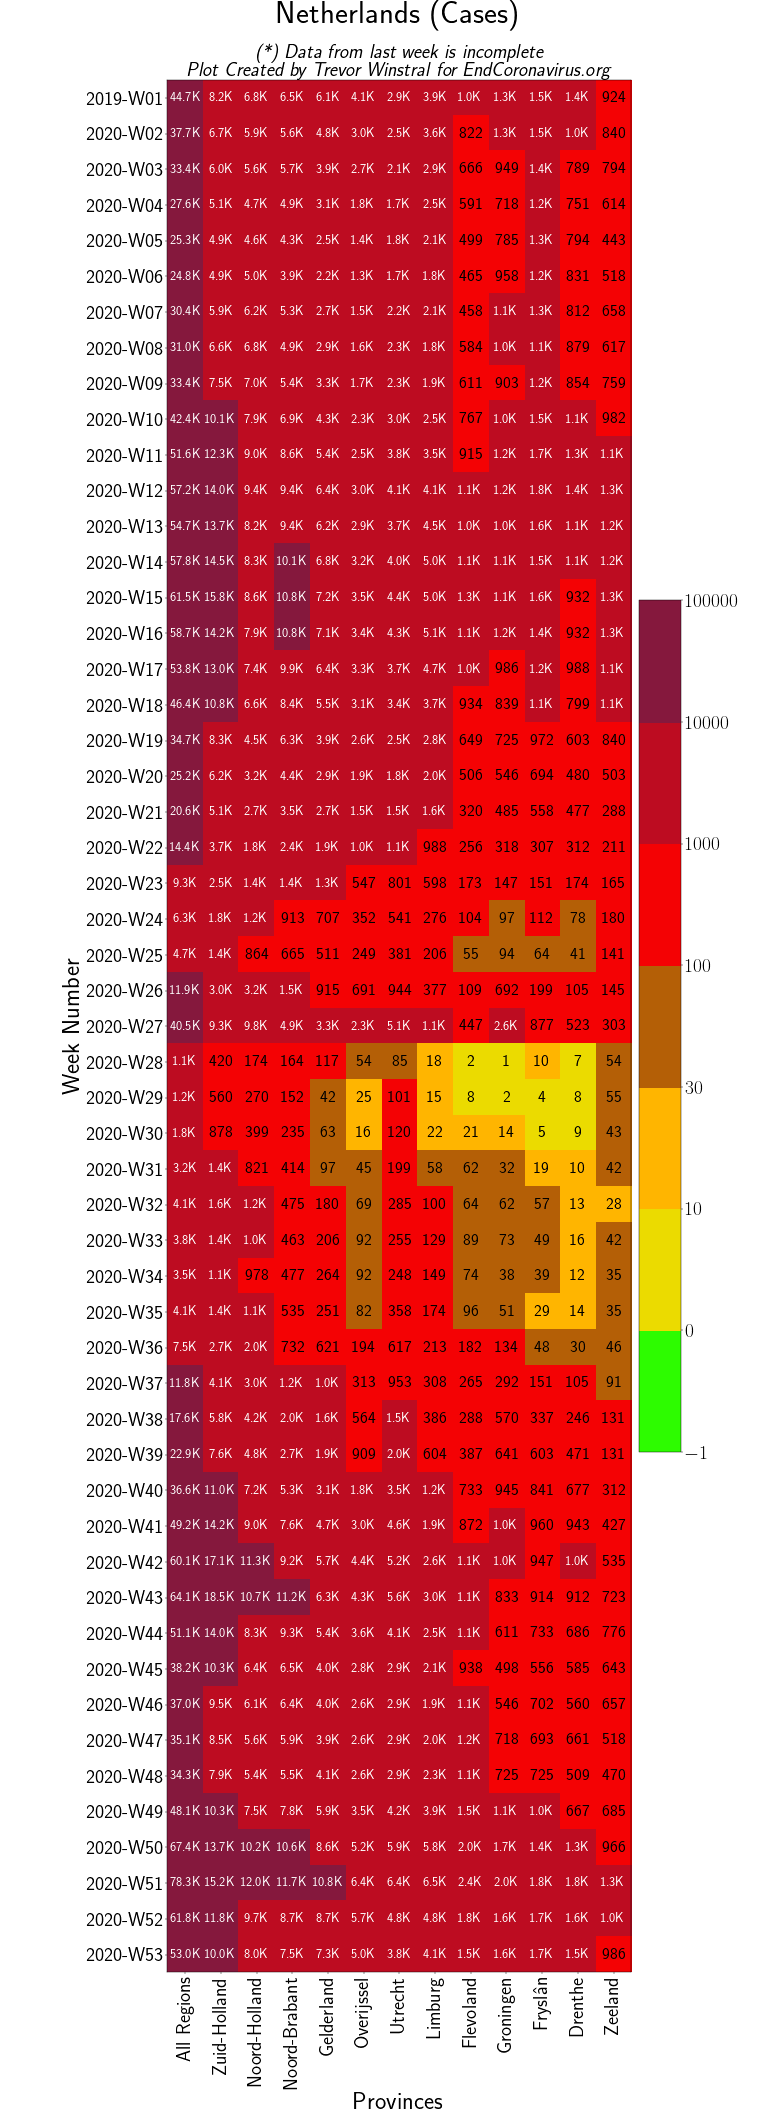 Netherlands (Cases)
(*) Data from last week is incomplete
Plot Created by Trevor Winstral for EndCoronavirus.org
2019-W01 44.7K 8.2K 6.8K 6.5K 6.1K 4.1K 2.9K 3.9K 1.0K 1.3K 1.5K 1.4K 924
2020-W02 37.7K 6.7K 5.9K 5.6K 4.8K 3.0K 2.5K 3.6K 822 1.3K 1.5K 1.0K 840
2020-W03 33.4K 6.0K 5.6K 5.7K 3.9K 2.7K 2.1K 2.9K 666 949 1.4K 789 794
2020-W04 27.6K 5.1K 4.7K 4.9K 3.1K 1.8K 1.7K 2.5K 591 718 1.2K 751 614
2020-W05 25.3K 4.9K 4.6K 4.3K 2.5K 1.4K 1.8K 2.1K 499 785 1.3K 794 443
2020-W06 24.8K 4.9K 5.0K 3.9K 2.2K 1.3K 1.7K 1.8K 465 958 1.2K 831 518
2020-W07 30.4K 5.9K 6.2K 5.3K 2.7K 1.5K 2.2K 2.1K 458 1.1K 1.3K 812 658
2020-W08 31.0K 6.6K 6.8K 4.9K 2.9K 1.6K 2.3K 1.8K 584 1.0K 1.1K 879 617
2020-W09 33.4K 7.5K 7.0K 5.4K 3.3K 1.7K 2.3K 1.9K 611 903 1.2K 854 759
2020-W10 42.4K 10.1K 7.9K 6.9K 4.3K 2.3K 3.0K 2.5K 767 1.0K 1.5K 1.1K 982
2020-W11 51.6K 12.3K 9.0K 8.6K 5.4K 2.5K 3.8K 3.5K 915 1.2K 1.7K 1.3K 1.1K
2020-W12 57.2K 14.0K 9.4K 9.4K 6.4K 3.0K 4.1K 4.1K 1.1K 1.2K 1.8K 1.4K 1.3K
2020-W13 54.7K 13.7K 8.2K 9.4K 6.2K 2.9K 3.7K 4.5K 1.0K 1.0K 1.6K 1.1K 1.2K
2020-W14 57.8K 14.5K 8.3K 10.1K 6.8K 3.2K 4.0K 5.0K 1.1K 1.1K 1.5K 1.1K 1.2K
2020-W15 61.5K 15.8K 8.6K 10.8K 7.2K 3.5K 4.4K 5.0K 1.3K 1.1K 1.6K 932 1.3K
2020-W16 58.7K 14.2K 7.9K 10.8K 7.1K 3.4K 4.3K 5.1K 1.1K 1.2K 1.4K 932 1.3K
2020-W17 53.8K 13.0K 7.4K 9.9K 6.4K 3.3K 3.7K 4.7K 1.0K 986 1.2K 988 1.1K
2020-W18 46.4K 10.8K 6.6K 8.4K 5.5K 3.1K 3.4K 3.7K 934 839 1.1K 799 1.1K
2020-W19 34.7K 8.3K 4.5K 6.3K 3.9K 2.6K 2.5K 2.8K 649 725 972 603 840
2020-W20 25.2K 6.2K 3.2K 4.4K 2.9K 1.9K 1.8K 2.0K 506 546 694 480 503
2020-W21 20.6K 5.1K 2.7K 3.5K 2.7K 1.5K 1.5K 1.6K 320 485 558 477 288
2020-W22 14.4K 3.7K 1.8K 2.4K 1.9K 1.0K 1.1K 988 256 318 307 312 211
2020-W23 9.3K 2.5K 1.4K 1.4K 1.3K 547 801 598 173 147 151 174 165
2020-W24 6.3K 1.8K 1.2K 913 707 352 541 276 104 97 112 78 180
2020-W25 4.7K 1.4K 864 665 511 249 381 206 55 94 64 41 141
2020-W26 11.9K 3.0K 3.2K 1.5K 915 691 944 377 109 692 199 105 145
2020-W27 40.5K 9.3K 9.8K 4.9K 3.3K 2.3K 5.1K 1.1K 447 2.6K 877 523 303
2020-W28 1.1K 420 174 164 117 54 85 18 2 1 10 7 54
2020-W29 1.2K 560 270 152 42 25 101 15 8 2 4 8 55
2020-W30 1.8K 878 399 235 63 16 120 22 21 14 5 9 43
2020-W31 3.2K 1.4K 821 414 97 45 199 58 62 32 19 10 42
2020-W32 4.1K 1.6K 1.2K 475 180 69 285 100 64 62 57 13 28
2020-W33 3.8K 1.4K 1.0K 463 206 92 255 129 89 73 49 16 42
2020-W34 3.5K 1.1K 978 477 264 92 248 149 74 38 39 12 35
2020-W35 4.1K 1.4K 1.1K 535 251 82 358 174 96 51 29 14 35
2020-W36 7.5K 2.7K 2.0K 732 621 194 617 213 182 134 48 30 46
2020-W37 11.8K 4.1K 3.0K 1.2K 1.0K 313 953 308 265 292 151 105 91
2020-W38 17.6K 5.8K 4.2K 2.0K 1.6K 564 1.5K 386 288 570 337 246 131
2020-W39 22.9K 7.6K 4.8K 2.7K 1.9K 909 2.0K 604 387 641 603 471 131
2020-W40 36.6K 11.0K 7.2K 5.3K 3.1K 1.8K 3.5K 1.2K 733 945 841 677 312
2020-W41 49.2K 14.2K 9.0K 7.6K 4.7K 3.0K 4.6K 1.9K 872 1.0K 960 943 427
2020-W42 60.1K 17.1K 11.3K 9.2K 5.7K 4.4K 5.2K 2.6K 1.1K 1.0K 947 1.0K 535
2020-W43 64.1K 18.5K 10.7K 11.2K 6.3K 4.3K 5.6K 3.0K 1.1K 833 914 912 723
2020-W44 51.1K 14.0K 8.3K 9.3K 5.4K 3.6K 4.1K 2.5K 1.1K 611 733 686 776
2020-W45 38.2K 10.3K 6.4K 6.5K 4.0K 2.8K 2.9K 2.1K 938 498 556 585 643
2020-W46 37.0K 9.5K 6.1K 6.4K 4.0K 2.6K 2.9K 1.9K 1.1K 546 702 560 657
2020-W47 35.1K 8.5K 5.6K 5.9K 3.9K 2.6K 2.9K 2.0K 1.2K 718 693 661 518
2020-W48 34.3K 7.9K 5.4K 5.5K 4.1K 2.6K 2.9K 2.3K 1.1K 725 725 509 470
2020-W49 48.1K 10.3K 7.5K 7.8K 5.9K 3.5K 4.2K 3.9K 1.5K 1.1K 1.0K 667 685
2020-W50 67.4K 13.7K 10.2K 10.6K 8.6K 5.2K 5.9K 5.8K 2.0K 1.7K 1.4K 1.3K 966
2020-W51 78.3K 15.2K 12.0K 11.7K 10.8K 6.4K 6.4K 6.5K 2.4K 2.0K 1.8K 1.8K 1.3K
2020-W52 61.8K 11.8K 9.7K 8.7K 8.7K 5.7K 4.8K 4.8K 1.8K 1.6K 1.7K 1.6K 1.0K
2020-W53 53.0K 10.0K 8.0K 7.5K 7.3K 5.0K 3.8K 4.1K 1.5K 1.6K 1.7K 1.5K 986
Week Number
All Regions
Zuid-Holland
Noord-Holland
Noord-Brabant
Gelderland
Overijssel
Utrecht
Limburg
Flevoland
Groningen
Fryslân
Drenthe
Zeeland
Provinces
100000
10000
1000
100
30
10
0
−1